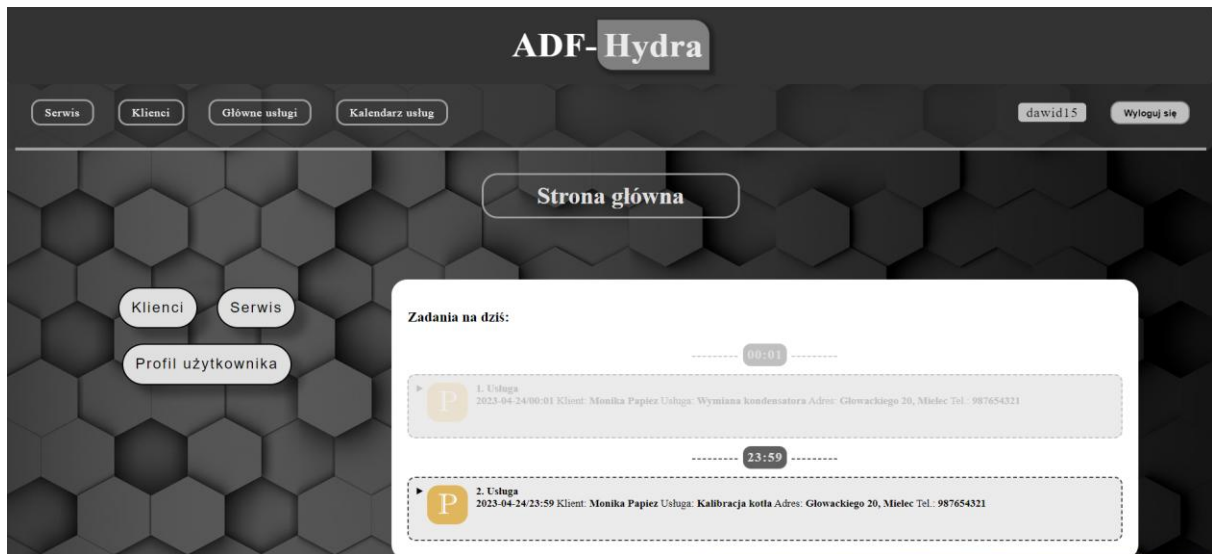 ADF-Hydra
Serwis Klienci Główne usługi Kalendarz usług dawid15 Wyloguj się
Strona główna
Klienci Serwis
Profil użytkownika
Zadania na dziś:
--------- 00:01 ---------
P
1. Usługa
2023-04-24/00:01 Klient: Monika Papiez Usługa: Wymiana kondensatora Adres: Głowackiego 20, Mielec Tel.: 987654321
--------- 23:59 ---------
P
2. Usługa
2023-04-24/23:59 Klient: Monika Papiez Usługa: Kalibracja kotła Adres: Głowackiego 20, Mielec Tel.: 987654321